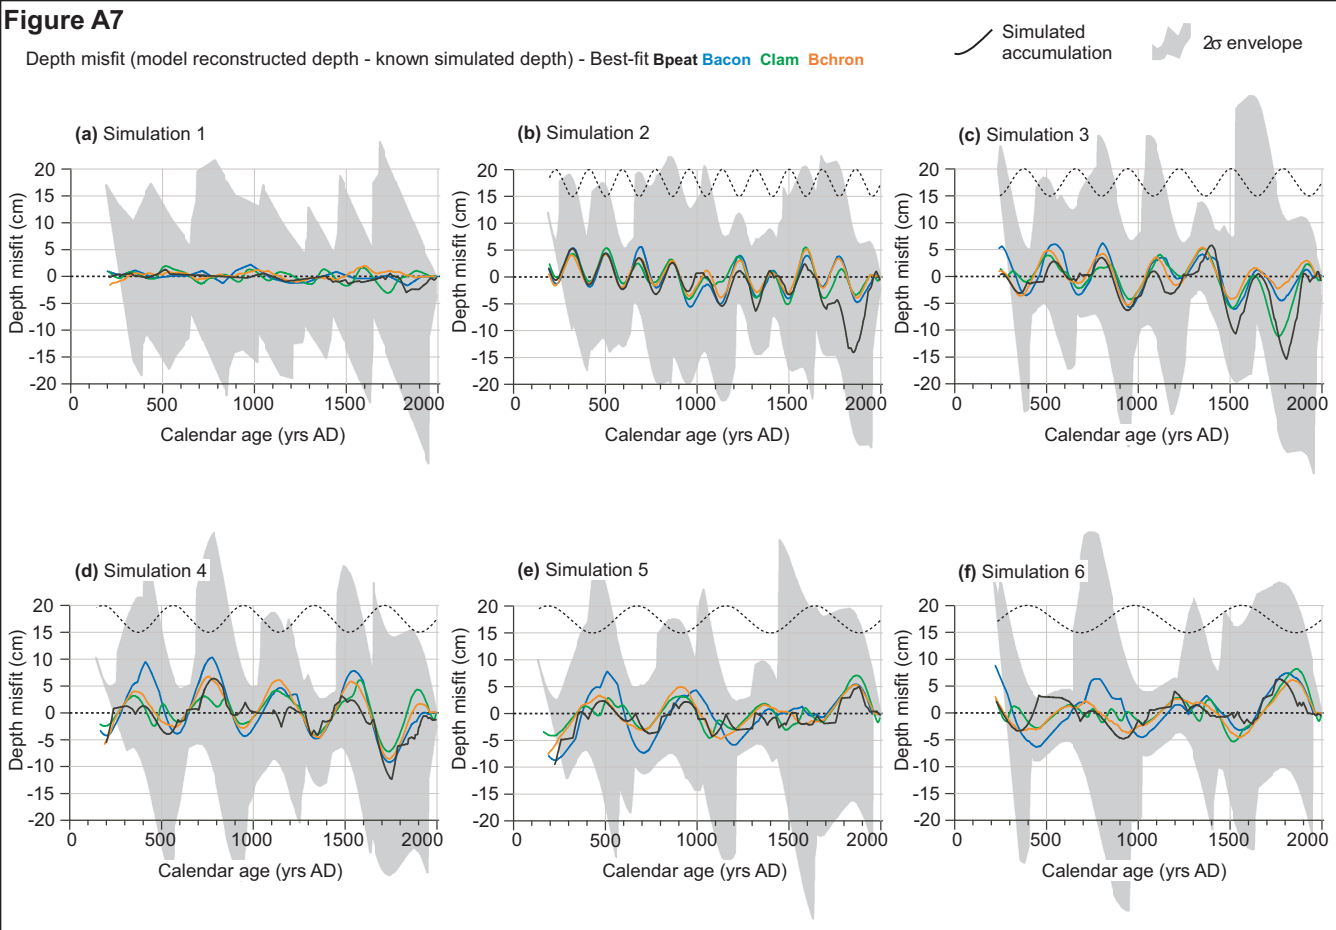 Figure A7
Simulated
accumulation
2σ envelope
Depth misfit (model reconstructed depth - known simulated depth) - Best-fit Bpeat Bacon Clam Bchron
(a) Simulation 1
(b) Simulation 2
(c) Simulation 3
Depth misfit (cm)
20
15
10
5
0
-5
-10
-15
-20
0 500 1000 1500 2000
Calendar age (yrs AD)
Depth misfit (cm)
20
15
10
5
0
-5
-10
-15
-20
0 500 1000 1500 2000
Calendar age (yrs AD)
Depth misfit (cm)
20
15
10
5
0
-5
-10
-15
-20
0 500 1000 1500 2000
Calendar age (yrs AD)
(d) Simulation 4
(e) Simulation 5
(f) Simulation 6
Depth misfit (cm)
20
15
10
5
0
-5
-10
-15
-20
0 500 1000 1500 2000
Calendar age (yrs AD)
Depth misfit (cm)
20
15
10
5
0
-5
-10
-15
-20
0 500 1000 1500 2000
Calendar age (yrs AD)
Depth misfit (cm)
20
15
10
5
0
-5
-10
-15
-20
0 500 1000 1500 2000
Calendar age (yrs AD)